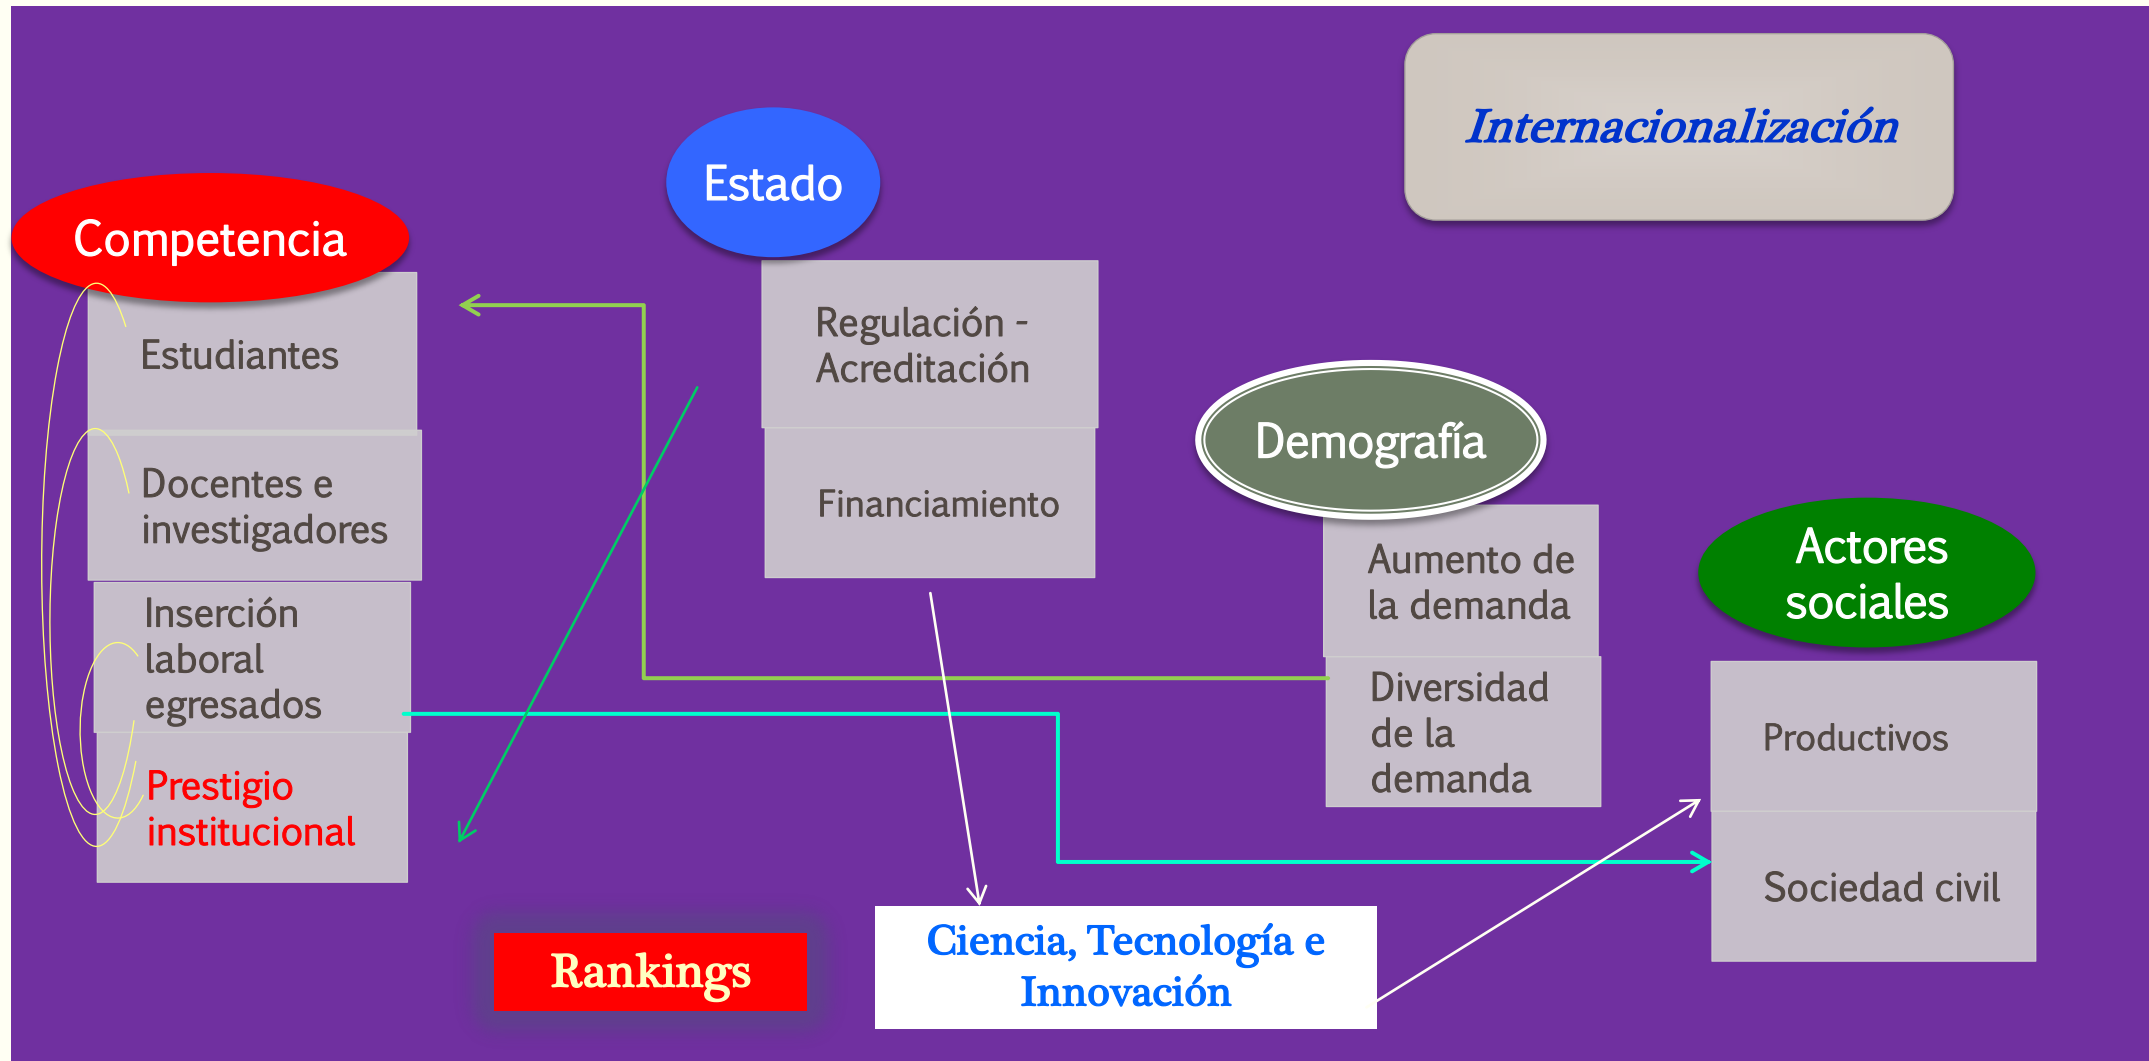 Internacionalización
Estado
Competencia
Regulación -
Acreditación
Financiamiento
Estudiantes
Docentes e
investigadores
Inserción
laboral
egresados
Prestigio
institucional
Demografía
Aumento de
la demanda
Diversidad
de la
demanda
Actores
sociales
Productivos
Sociedad civil
Rankings
Ciencia, Tecnología e
Innovación